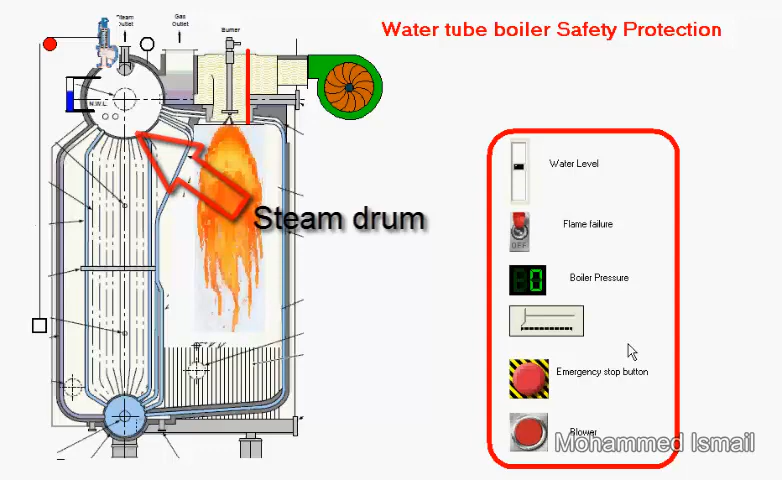 Water tube boiler Safety Protection
Steam
Outlet
Gas
Outlet
Burner
N.W.L.
Steam drum
Water Level
Flame failure
OFF
0
Boiler Pressure
Emergency stop button
Blower
Mohammed Ismail